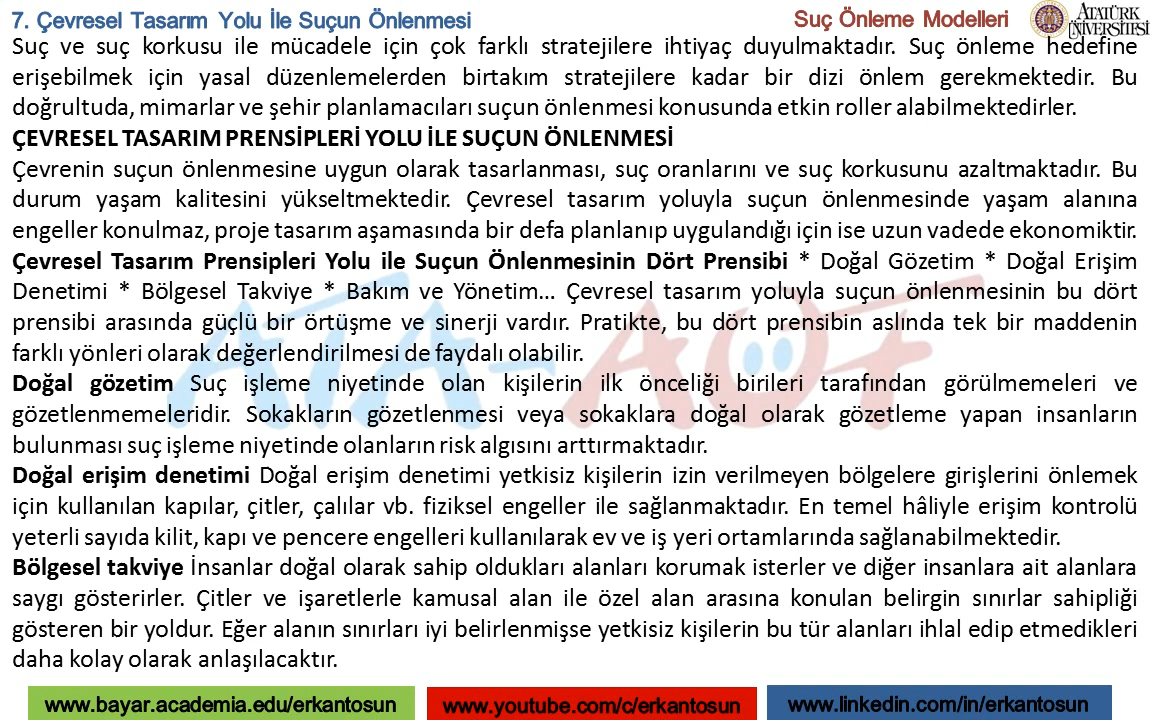 7. Çevresel Tasarım Yolu İle Suçun Önlenmesi
Suç Önleme Modelleri
ATATÜRK
ÜNİVERSİTESİ
Suç ve suç korkusu ile mücadele için çok farklı stratejilere ihtiyaç duyulmaktadır. Suç önleme hedefine
erişebilmek için yasal düzenlemelerden birtakım stratejilere kadar bir dizi önlem gerekmektedir. Bu
doğrultuda, mimarlar ve şehir planlamacıları suçun önlenmesi konusunda etkin roller alabilmektedirler.
ÇEVRESEL TASARIM PRENSİPLERİ YOLU İLE SUÇUN ÖNLENMESİ
Çevrenin suçun önlenmesine uygun olarak tasarlanması, suç oranlarını ve suç korkusunu azaltmaktadır. Bu
durum yaşam kalitesini yükseltmektedir. Çevresel tasarım yoluyla suçun önlenmesinde yaşam alanına
engeller konulmaz, proje tasarım aşamasında bir defa planlanıp uygulandığı için ise uzun vadede ekonomiktir.
Çevresel Tasarım Prensipleri Yolu ile Suçun Önlenmesinin Dört Prensibi * Doğal Gözetim * Doğal Erişim
Denetimi * Bölgesel Takviye * Bakım ve Yönetim... Çevresel tasarım yoluyla suçun önlenmesinin bu dört
prensibi arasında güçlü bir örtüşme ve sinerji vardır. Pratikte, bu dört prensibin aslında tek bir maddenin
farklı yönleri olarak değerlendirilmesi de faydalı olabilir.
Doğal gözetim Suç işleme niyetinde olan kişilerin ilk önceliği birileri tarafından görülmemeleri ve
gözetlenmemeleridir. Sokakların gözetlenmesi veya sokaklara doğal olarak gözetleme yapan insanların
bulunması suç işleme niyetinde olanların risk algısını arttırmaktadır.
Doğal erişim denetimi Doğal erişim denetimi yetkisiz kişilerin izin verilmeyen bölgelere girişlerini önlemek
için kullanılan kapılar, çitler, çalılar vb. fiziksel engeller ile sağlanmaktadır. En temel hâliyle erişim kontrolü
yeterli sayıda kilit, kapı ve pencere engelleri kullanılarak ev ve iş yeri ortamlarında sağlanabilmektedir.
Bölgesel takviye İnsanlar doğal olarak sahip oldukları alanları korumak isterler ve diğer insanlara ait alanlara
saygı gösterirler. Çitler ve işaretlerle kamusal alan ile özel alan arasına konulan belirgin sınırlar sahipliği
gösteren bir yoldur. Eğer alanın sınırları iyi belirlenmişse yetkisiz kişilerin bu tür alanları ihlal edip etmedikleri
daha kolay olarak anlaşılacaktır.
ATA-AÖF
www.bayar.academia.edu/erkantosun
www.youtube.com/c/erkantosun
www.linkedin.com/in/erkantosun